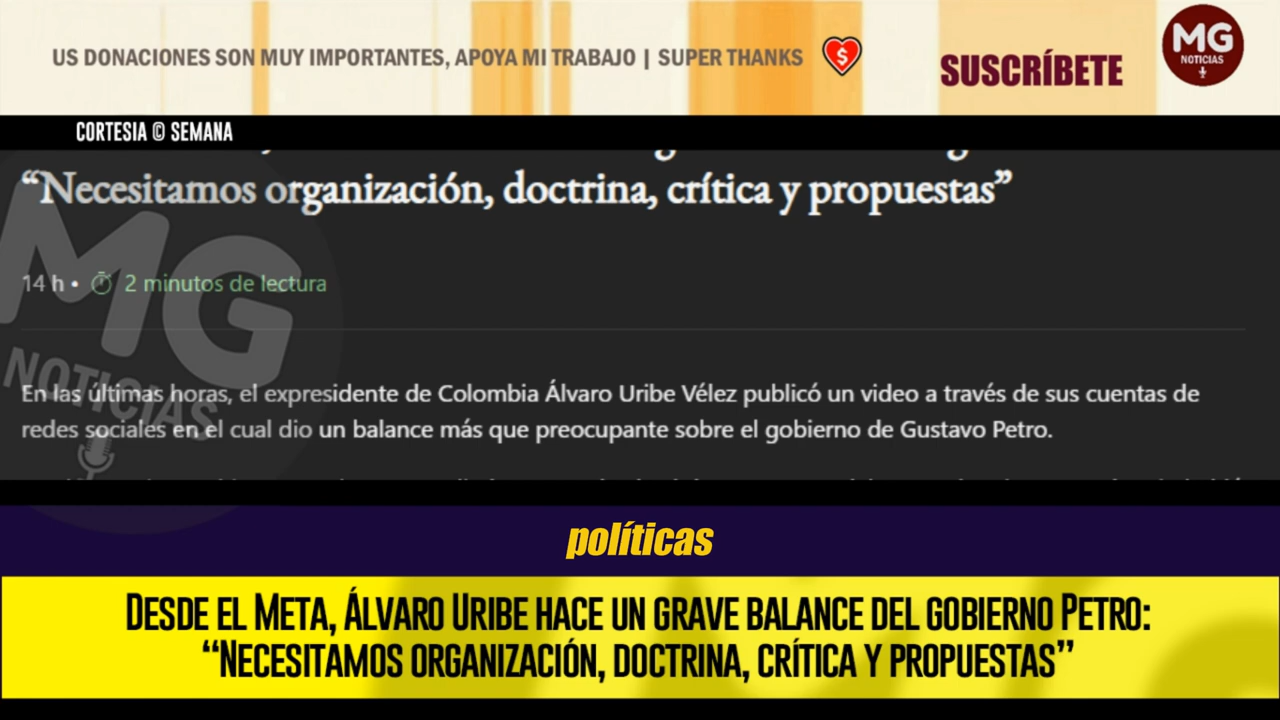 US DONACIONES SON MUY IMPORTANTES, APOYA MI TRABAJO | SUPER THANKS
SUSCRÍBETE
MG
NOTICIAS
CORTESIA © SEMANA
“Necesitamos organización, doctrina, crítica y propuestas”
MG
NOTICIAS
14 h • 2 minutos de lectura
En las últimas horas, el expresidente de Colombia Álvaro Uribe Vélez publicó un video a través de sus cuentas de
redes sociales en el cual dio un balance más que preocupante sobre el gobierno de Gustavo Petro.
políticas
DESDE EL META, ÁLVARO URIBE HACE UN GRAVE BALANCE DEL GOBIERNO PETRO:
“NECESITAMOS ORGANIZACIÓN, DOCTRINA, CRÍTICA Y PROPUESTAS”